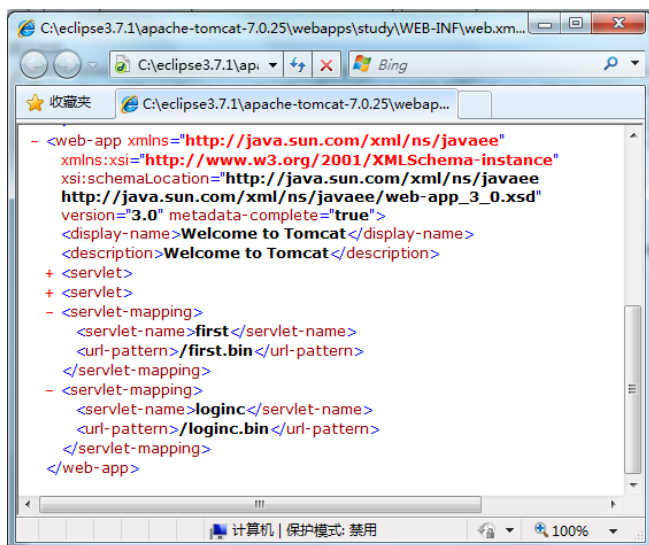 C:\eclipse3.7.1\apache-tomcat-7.0.25\webapps\study\WEB-INF\web.xm...
C:\eclipse3.7.1\ap: Bing
收藏夹 C:\eclipse3.7.1\apache-tomcat-7.0.25\webap...
- <web-app xmlns="http://java.sun.com/xml/ns/javaee"
xmlns:xsi="http://www.w3.org/2001/XMLSchema-instance"
xsi:schemaLocation="http://java.sun.com/xml/ns/javaee
http://java.sun.com/xml/ns/javaee/web-app_3_0.xsd"
version="3.0" metadata-complete="true">
<display-name>Welcome to Tomcat</display-name>
<description>Welcome to Tomcat</description>
+ <servlet>
+ <servlet>
- <servlet-mapping>
<servlet-name>first</servlet-name>
<url-pattern>/first.bin</url-pattern>
</servlet-mapping>
- <servlet-mapping>
<servlet-name>loginc</servlet-name>
<url-pattern>/loginc.bin</url-pattern>
</servlet-mapping>
</web-app>
计算机 | 保护模式: 禁用 100%